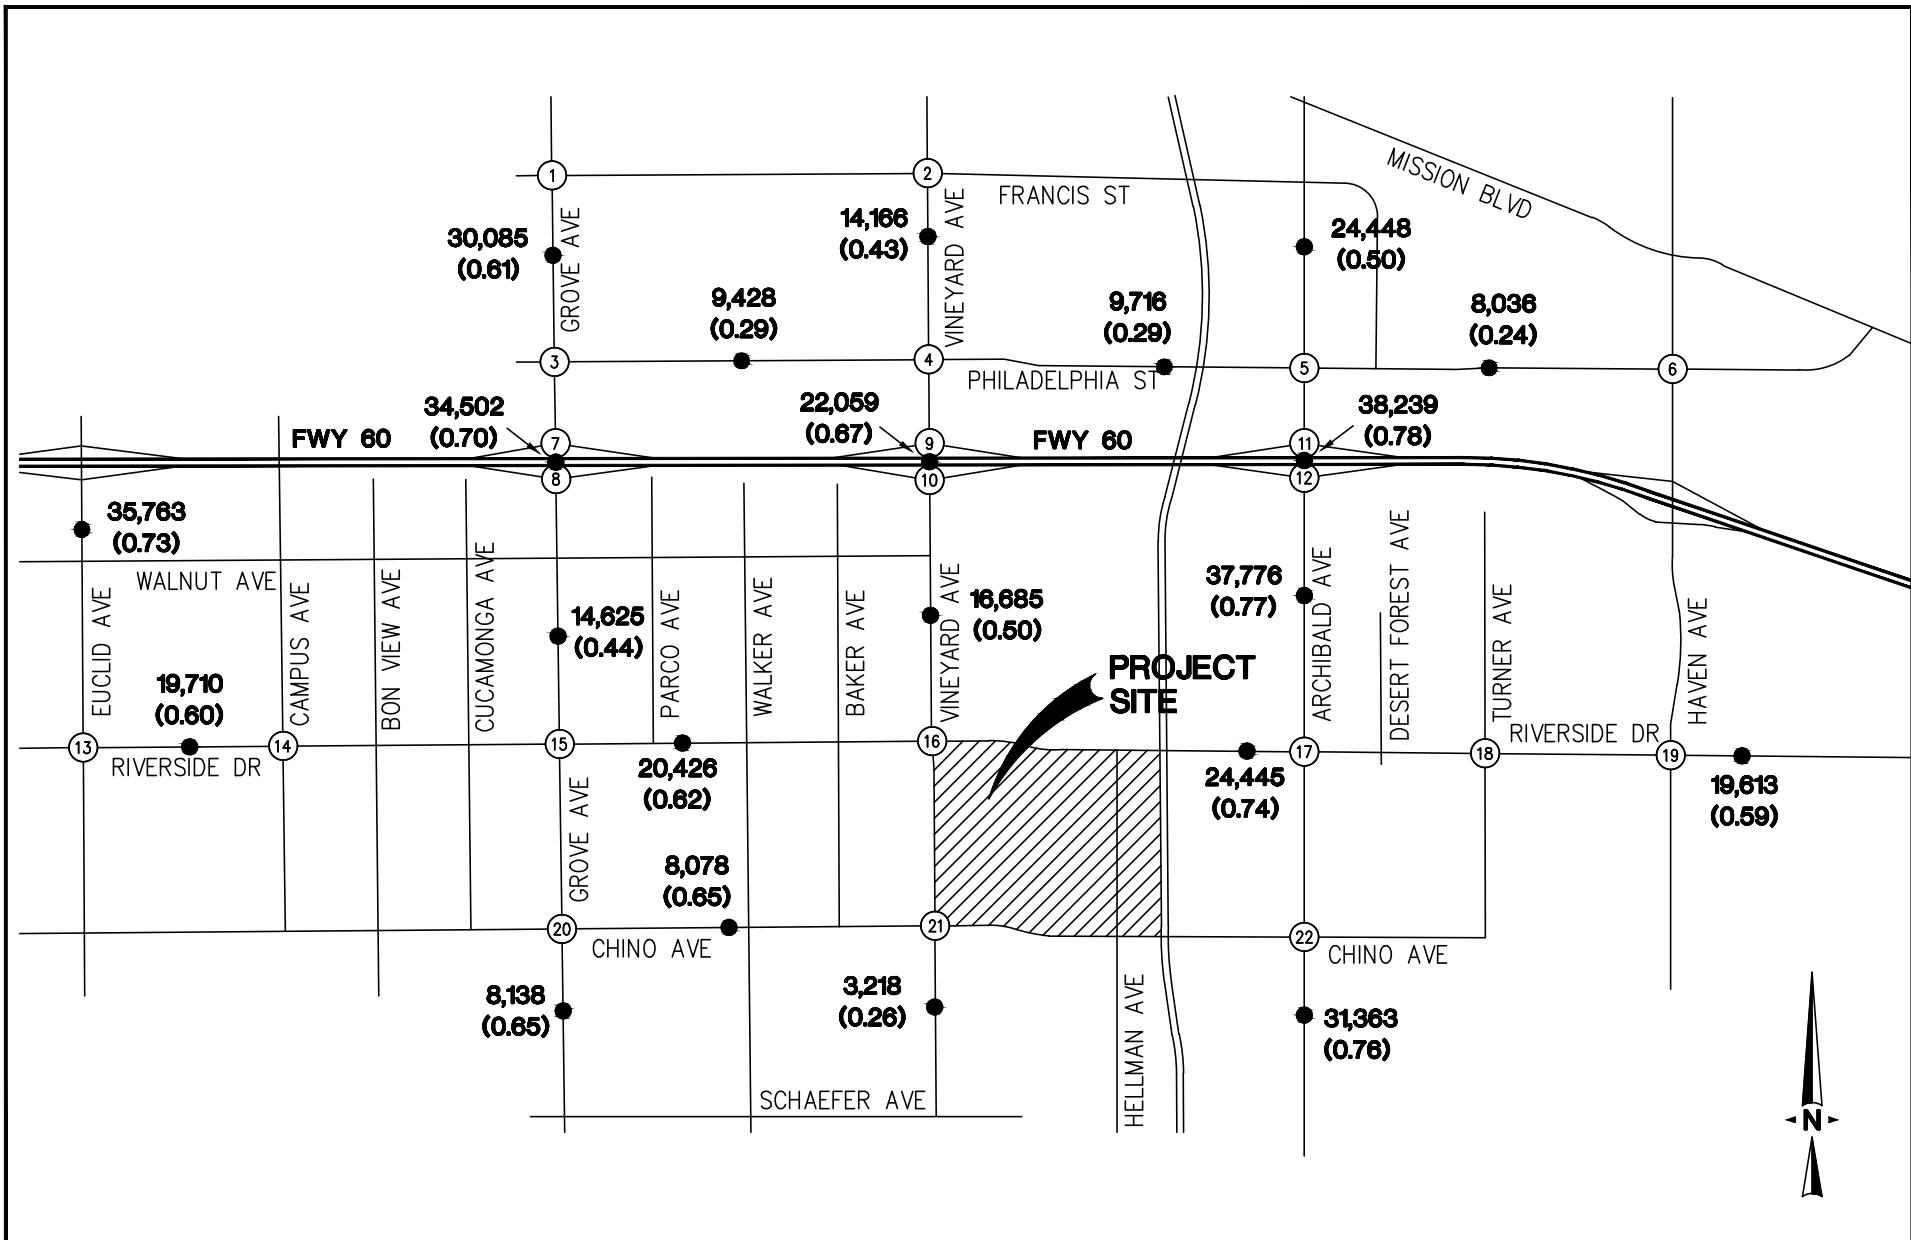 1
2
FRANCIS ST
MISSION BLVD
30,085
(0.61)
GROVE AVE
14,166
(0.43)
VINEYARD AVE
24,448
(0.50)
9,428
(0.29)
9,716
(0.29)
8,036
(0.24)
3
4
PHILADELPHIA ST
5
6
34,502
(0.70)
22,059
(0.67)
38,239
(0.78)
FWY 60
FWY 60
7
8
9
10
11
12
35,763
(0.73)
WALNUT AVE
EUCLID AVE
CAMPUS AVE
BON VIEW AVE
CUCAMONGA AVE
14,625
(0.44)
PARCO AVE
WALKER AVE
BAKER AVE
VINEYARD AVE
16,685
(0.50)
37,776
(0.77)
ARCHIBALD AVE
DESERT FOREST AVE
TURNER AVE
HAVEN AVE
PROJECT
SITE
19,710
(0.60)
13
14
15
16
17
18
19
RIVERSIDE DR
RIVERSIDE DR
20,426
(0.62)
24,445
(0.74)
19,613
(0.59)
GROVE AVE
8,078
(0.65)
20
21
22
CHINO AVE
CHINO AVE
8,138
(0.65)
3,218
(0.26)
HELLMAN AVE
31,363
(0.76)
SCHAEFER AVE
N